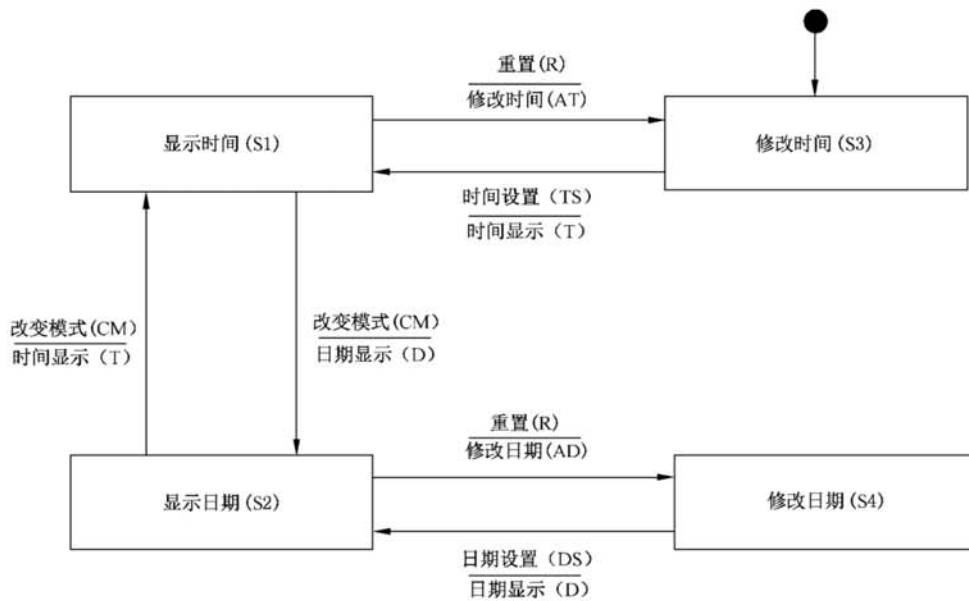 重置(R)
修改时间(AT)
显示时间(S1)
修改时间(S3)
时间设置（TS）
时间显示（T）
改变模式(CM)
时间显示（T）
改变模式(CM)
日期显示（D）
重置(R)
修改日期(AD)
显示日期(S2)
修改日期(S4)
日期设置（DS）
日期显示（D）